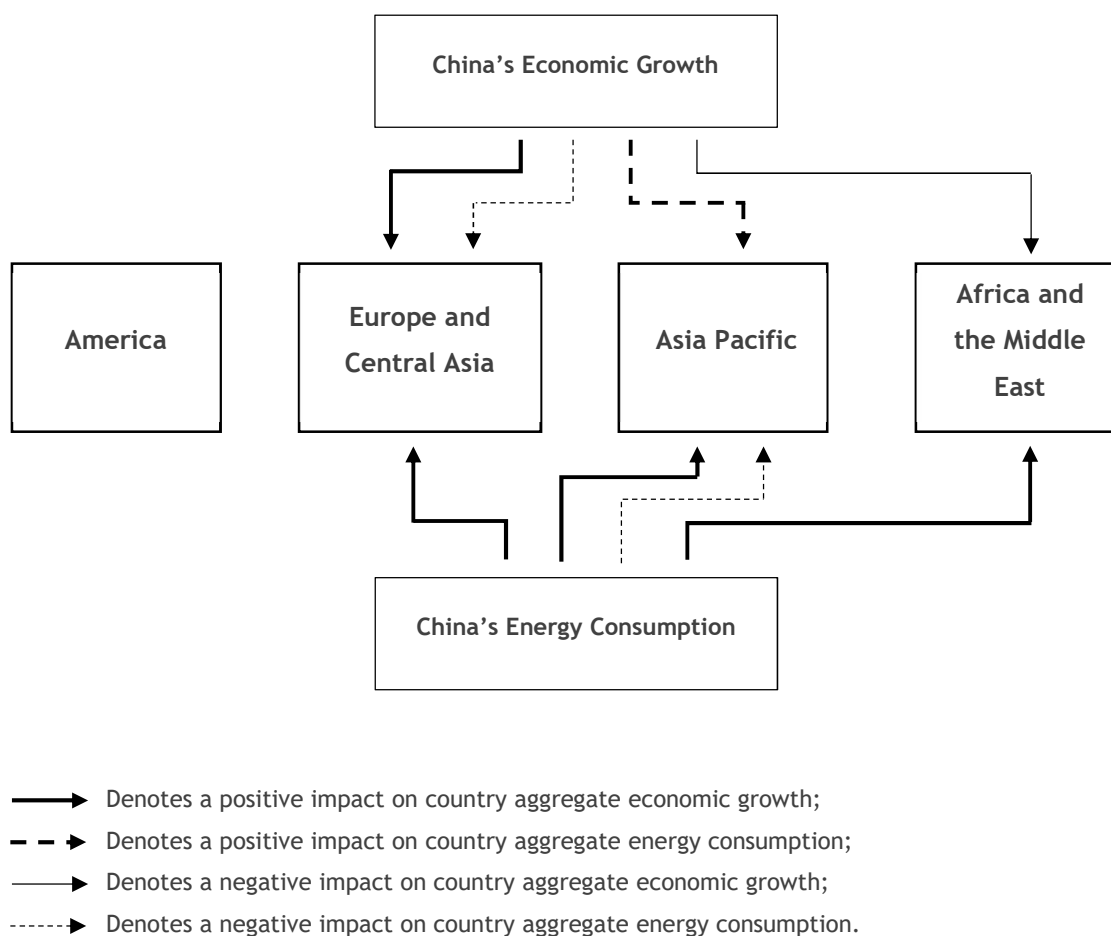 China’s Economic Growth
America
Europe and
Central Asia
Asia Pacific
Africa and
the Middle
East
China’s Energy Consumption
Denotes a positive impact on country aggregate economic growth;
Denotes a positive impact on country aggregate energy consumption;
Denotes a negative impact on country aggregate economic growth;
Denotes a negative impact on country aggregate energy consumption.